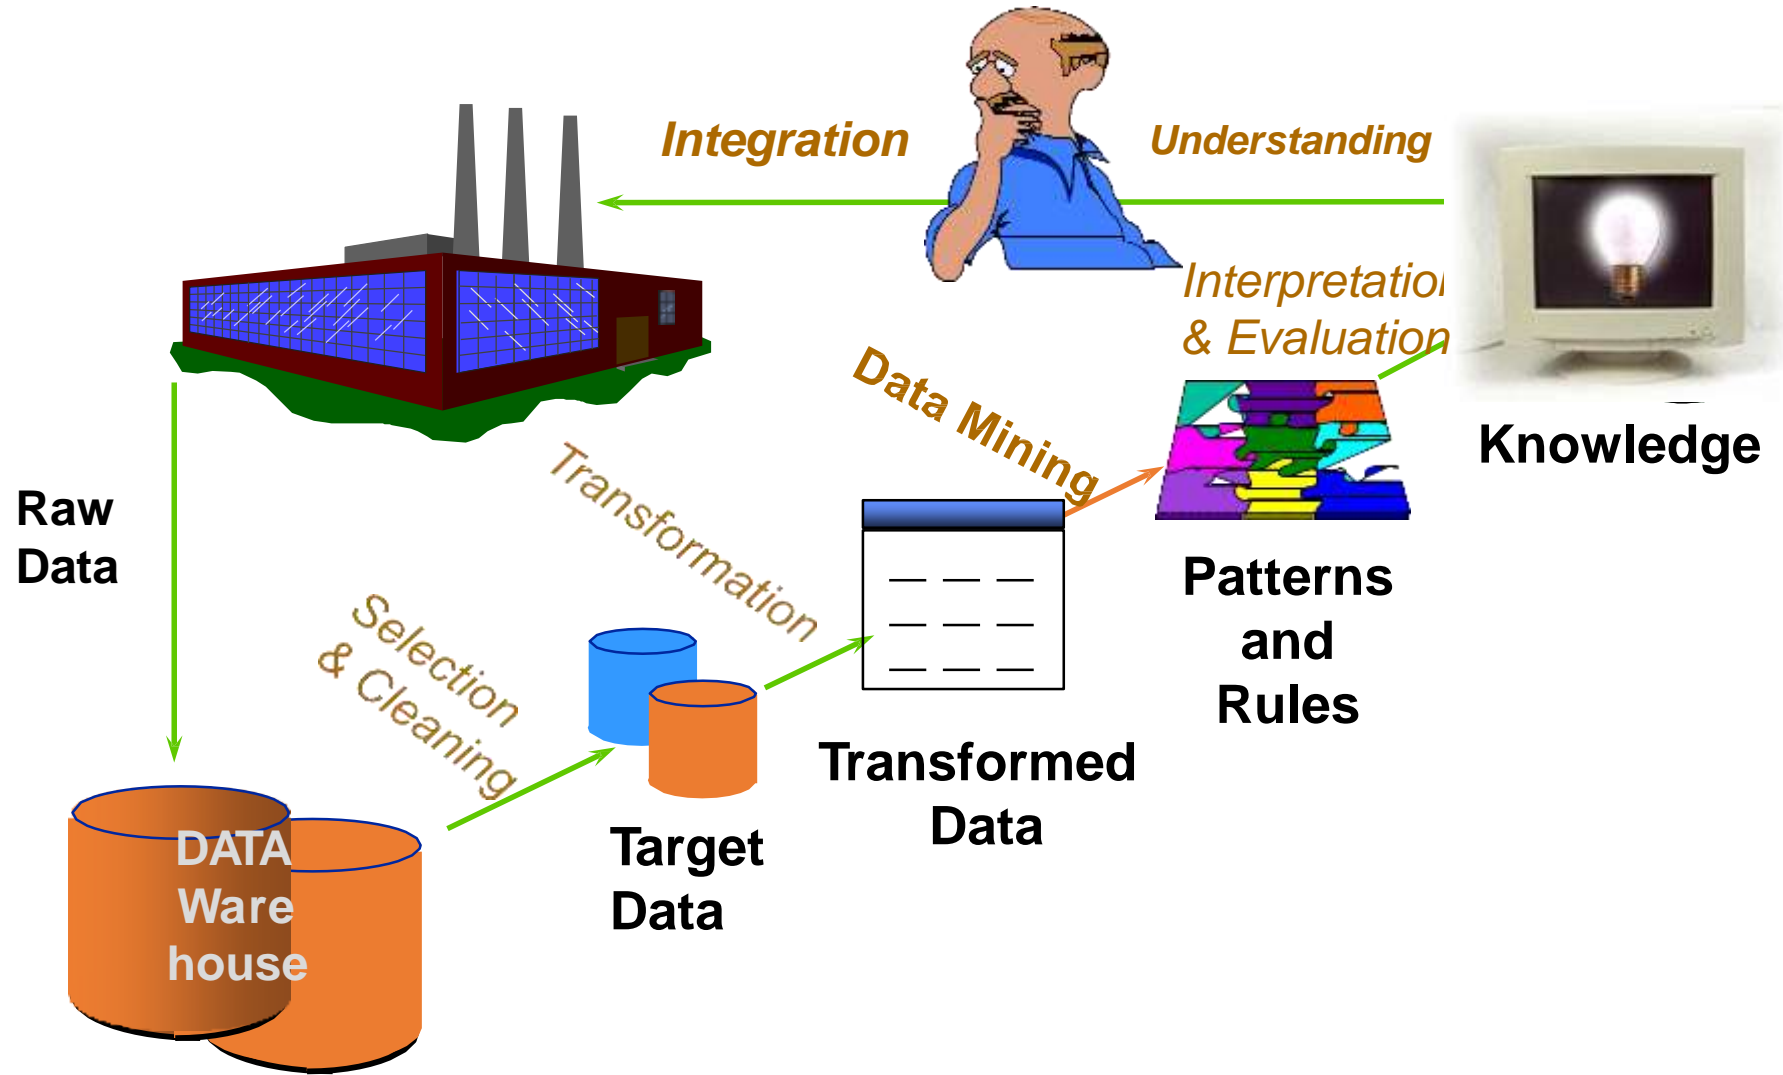 Integration
Understanding
Interpretation
& Evaluation
Data Mining
Knowledge
Transformation
Raw
Data
Selection
& Cleaning
Patterns
and
Rules
Transformed
Data
Target
Data
DATA
Ware
house